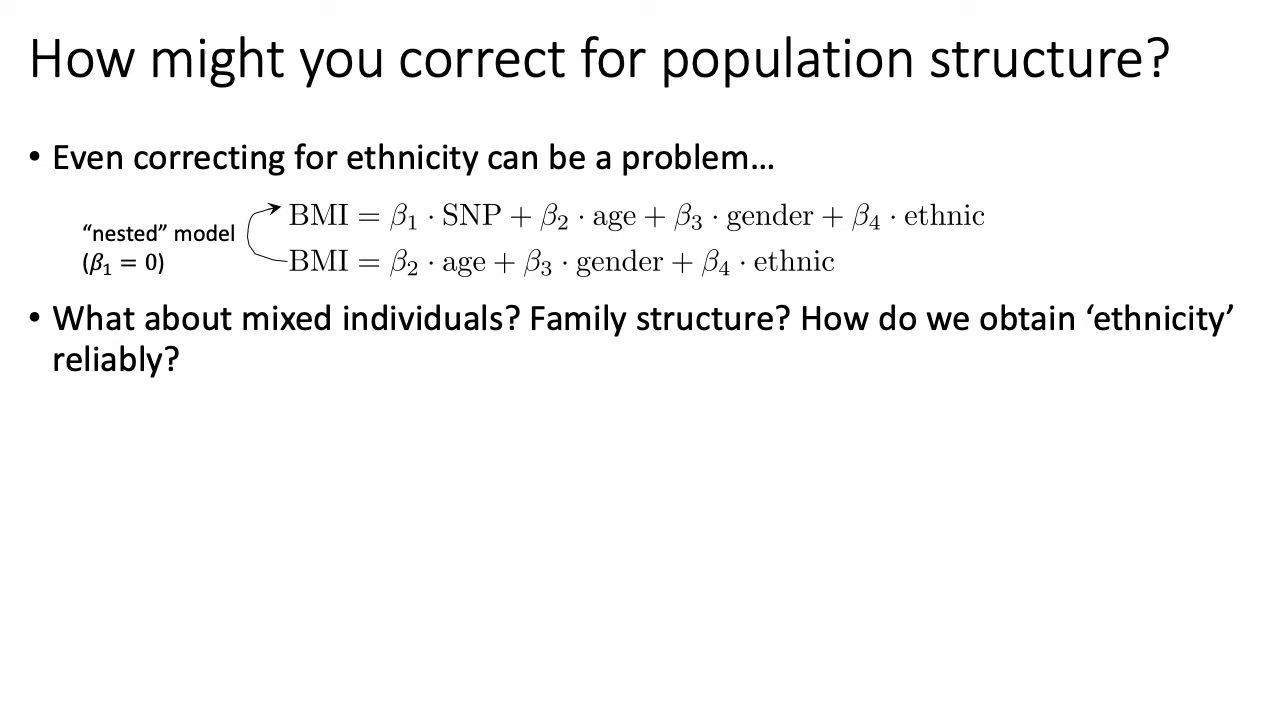 How might you correct for population structure?
• Even correcting for ethnicity can be a problem…
BMI = β₁ · SNP + β₂ · age + β₃ · gender + β₄ · ethnic
“nested” model
(β₁ = 0)
BMI = β₂ · age + β₃ · gender + β₄ · ethnic
• What about mixed individuals? Family structure? How do we obtain ‘ethnicity’
reliably?